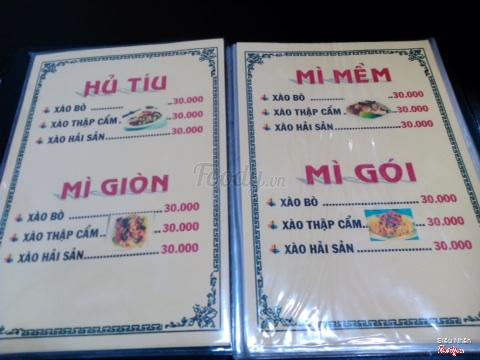 HỦ TÍU
XÀO BÒ ..................30.000
XÀO THẬP CẨM.. ..30.000
XÀO HẢI SẢN ............30.000
MÌ GIÒN
XÀO BÒ ..................30.000
XÀO THẬP CẨM.. ..30.000
XÀO HẢI SẢN ............30.000
MÌ MỀM
XÀO BÒ ..................30.000
XÀO THẬP CẨM.. ..30.000
XÀO HẢI SẢN ............30.000
MÌ GÓI
XÀO BÒ ..................30.000
XÀO THẬP CẨM.. ..30.000
XÀO HẢI SẢN ............30.000
Foody.vn
Điều Nhân